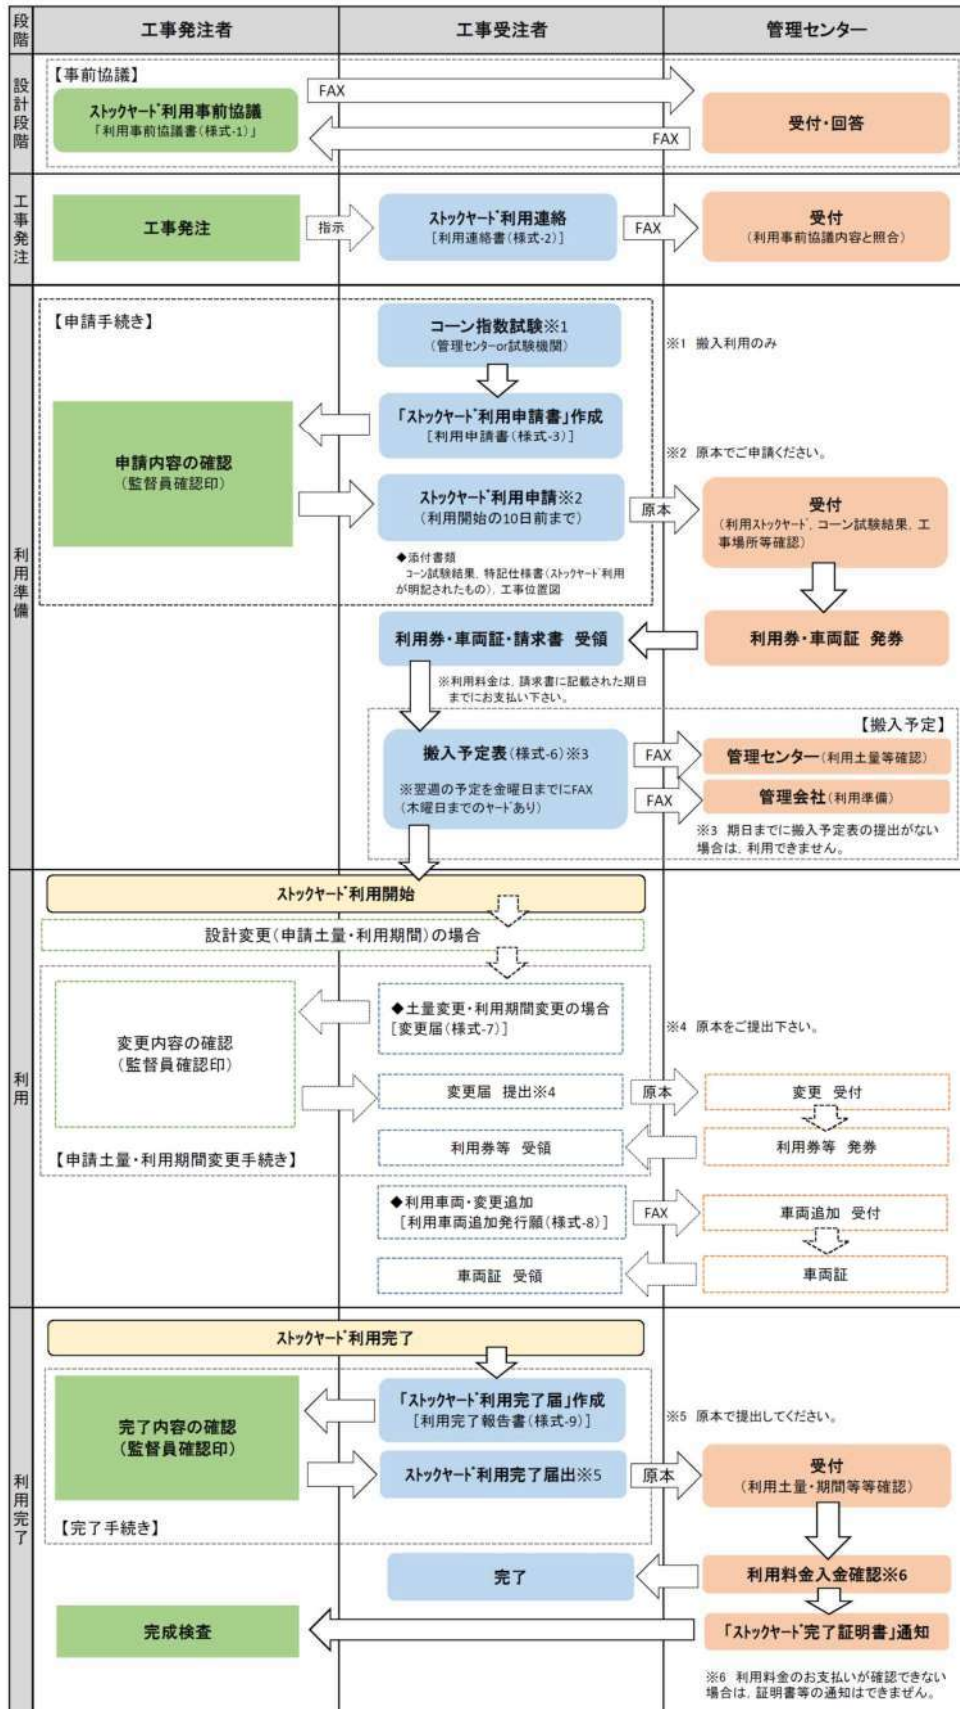 段階
工事発注者
工事受注者
管理センター
設計段階
【事前協議】
ストックヤード利用事前協議
「利用事前協議書(様式-1)」
FAX
FAX
受付・回答
工事発注
工事発注
指示
ストックヤード利用連絡
[利用連絡書(様式-2)]
FAX
受付
(利用事前協議内容と照合)
利用準備
【申請手続き】
コーン指数試験※1
(管理センターor試験機関)
※1 搬入利用のみ
「ストックヤード利用申請書」作成
[利用申請書(様式-3)]
申請内容の確認
(監督員確認印)
※2 原本でご申請ください。
ストックヤード利用申請※2
(利用開始の10日前まで)
原本
受付
(利用ストックヤード、コーン試験結果、工
事場所等確認)
◆添付書類
コーン試験結果、特記仕様書(ストックヤード利用
が明記されたもの)、工事位置図
利用券・車両証・請求書 受領
利用券・車両証 発券
※利用料金は、請求書に記載された期日
までにお支払い下さい。
【搬入予定】
搬入予定表(様式-6)※3
※翌週の予定を金曜日までにFAX
(木曜日までのヤードあり)
FAX
管理センター(利用土量等確認)
FAX
管理会社(利用準備)
※3 期日までに搬入予定表の提出がない
場合は、利用できません。
利用
ストックヤード利用開始
設計変更(申請土量・利用期間)の場合
◆土量変更・利用期間変更の場合
[変更届(様式-7)]
変更内容の確認
(監督員確認印)
※4 原本をご提出下さい。
変更届 提出※4
原本
変更 受付
利用券等 受領
利用券等 発券
【申請土量・利用期間変更手続き】
◆利用車両・変更追加
[利用車両追加発行願(様式-8)]
FAX
車両追加 受付
車両証 受領
車両証
利用完了
ストックヤード利用完了
「ストックヤード利用完了届」作成
[利用完了報告書(様式-9)]
完了内容の確認
(監督員確認印)
※5 原本で提出してください。
ストックヤード利用完了届出※5
原本
受付
(利用土量・期間等等確認)
【完了手続き】
完了
利用料金入金確認※6
完成検査
「ストックヤード完了証明書」通知
※6 利用料金のお支払いが確認できない
場合は、証明書等の通知はできません。